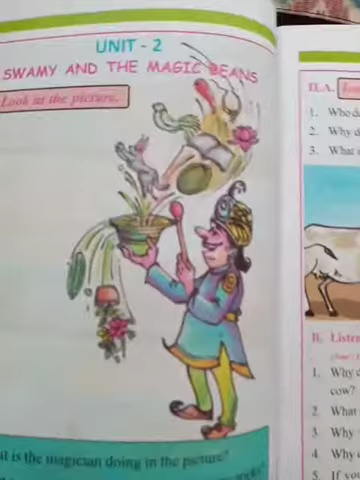 UNIT - 2
SWAMY AND THE MAGIC BEANS
Look at the picture.
it is the magician doing in the picture?
II.A.
1. Who
2. Why
3. What
II. Listen
1. Why
cow?
2. What
3. Why
4. Why
5. If you